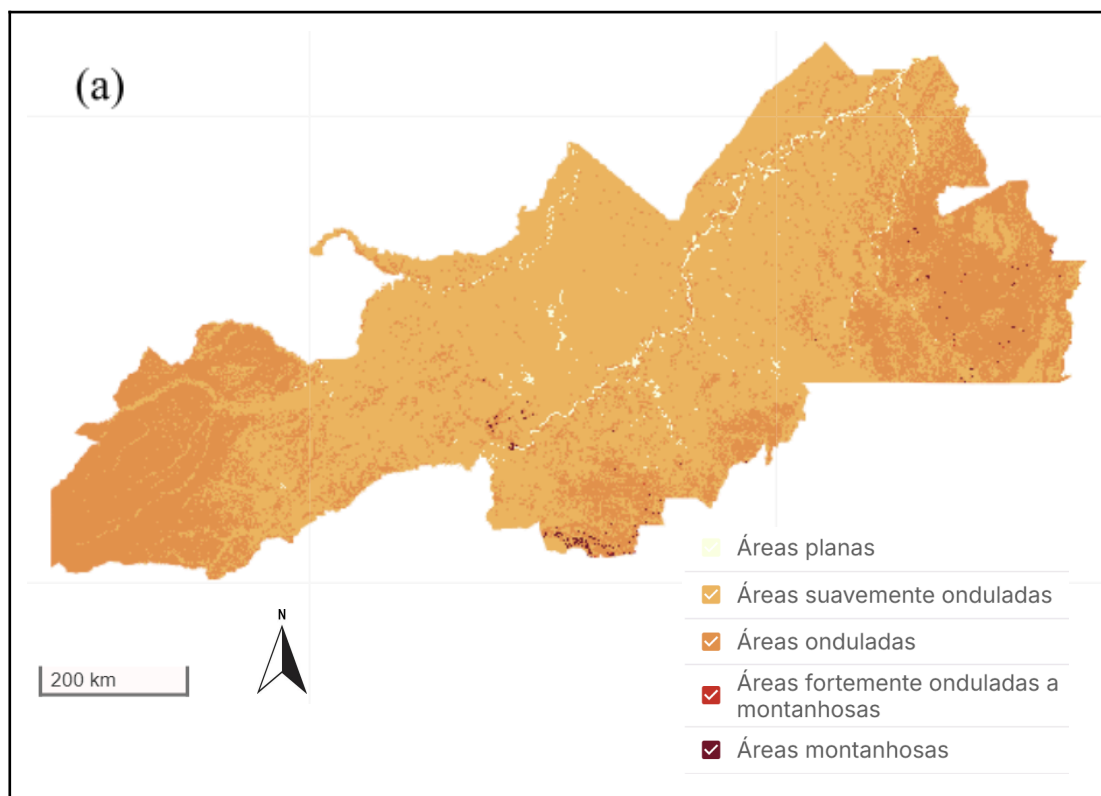 (a)
Áreas planas
Áreas suavemente onduladas
N
Áreas onduladas
200 km
Áreas fortemente onduladas a
montanhosas
Áreas montanhosas